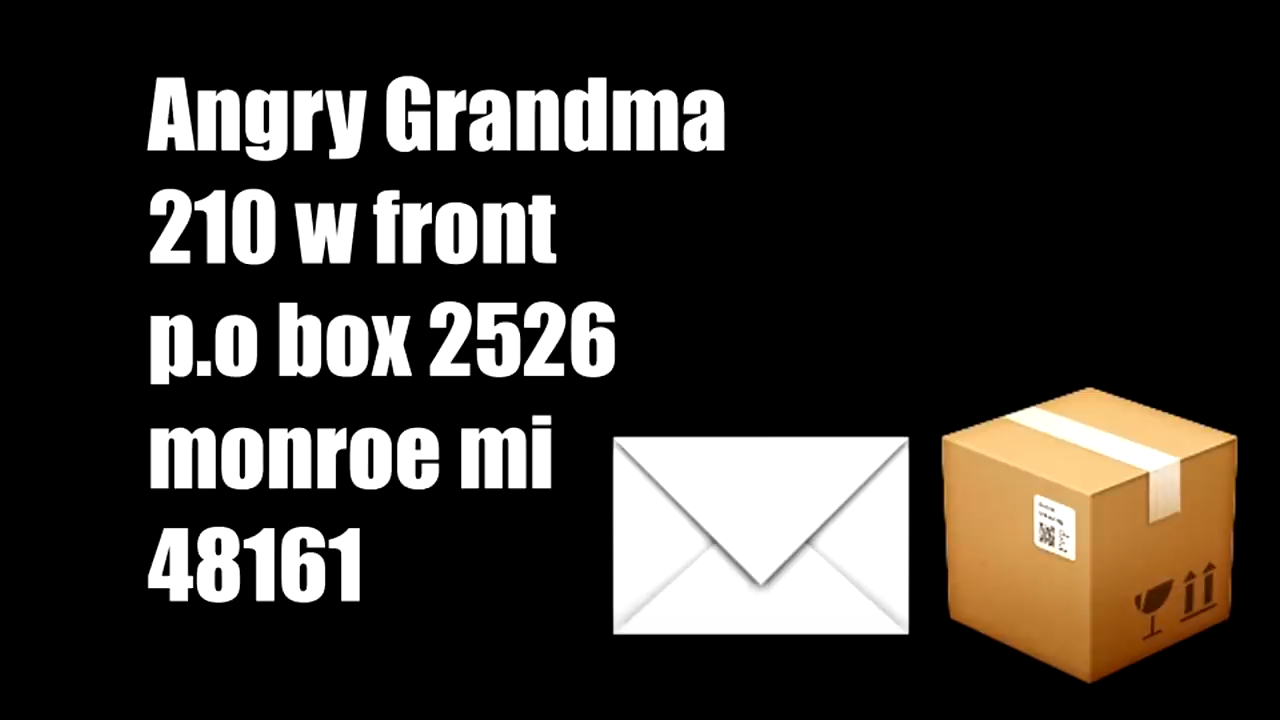 Angry Grandma
210 w front
p.o box 2526
monroe mi
48161